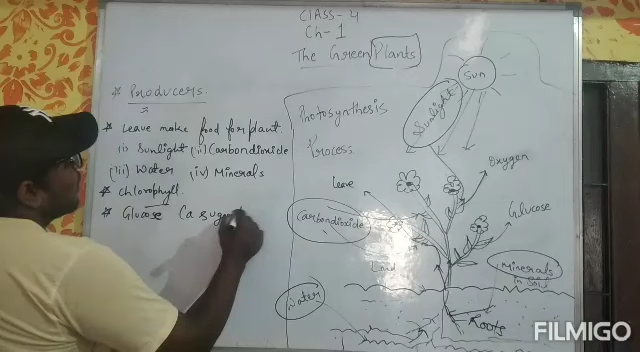 CLASS-4
Ch-1
The Green Plants
* Producers
* Leave make food for plant
(i) Sunlight (ii) Carbondioxide
(iii) Water (iv) Minerals
* Chlorophyll.
* Glucose (a sug
Photosynthesis
Process
Sun
Sunlight
Oxygen
Leave
Glucose
Carbondioxide
Minerals
in Soil
Water
Roots
FILMIGO